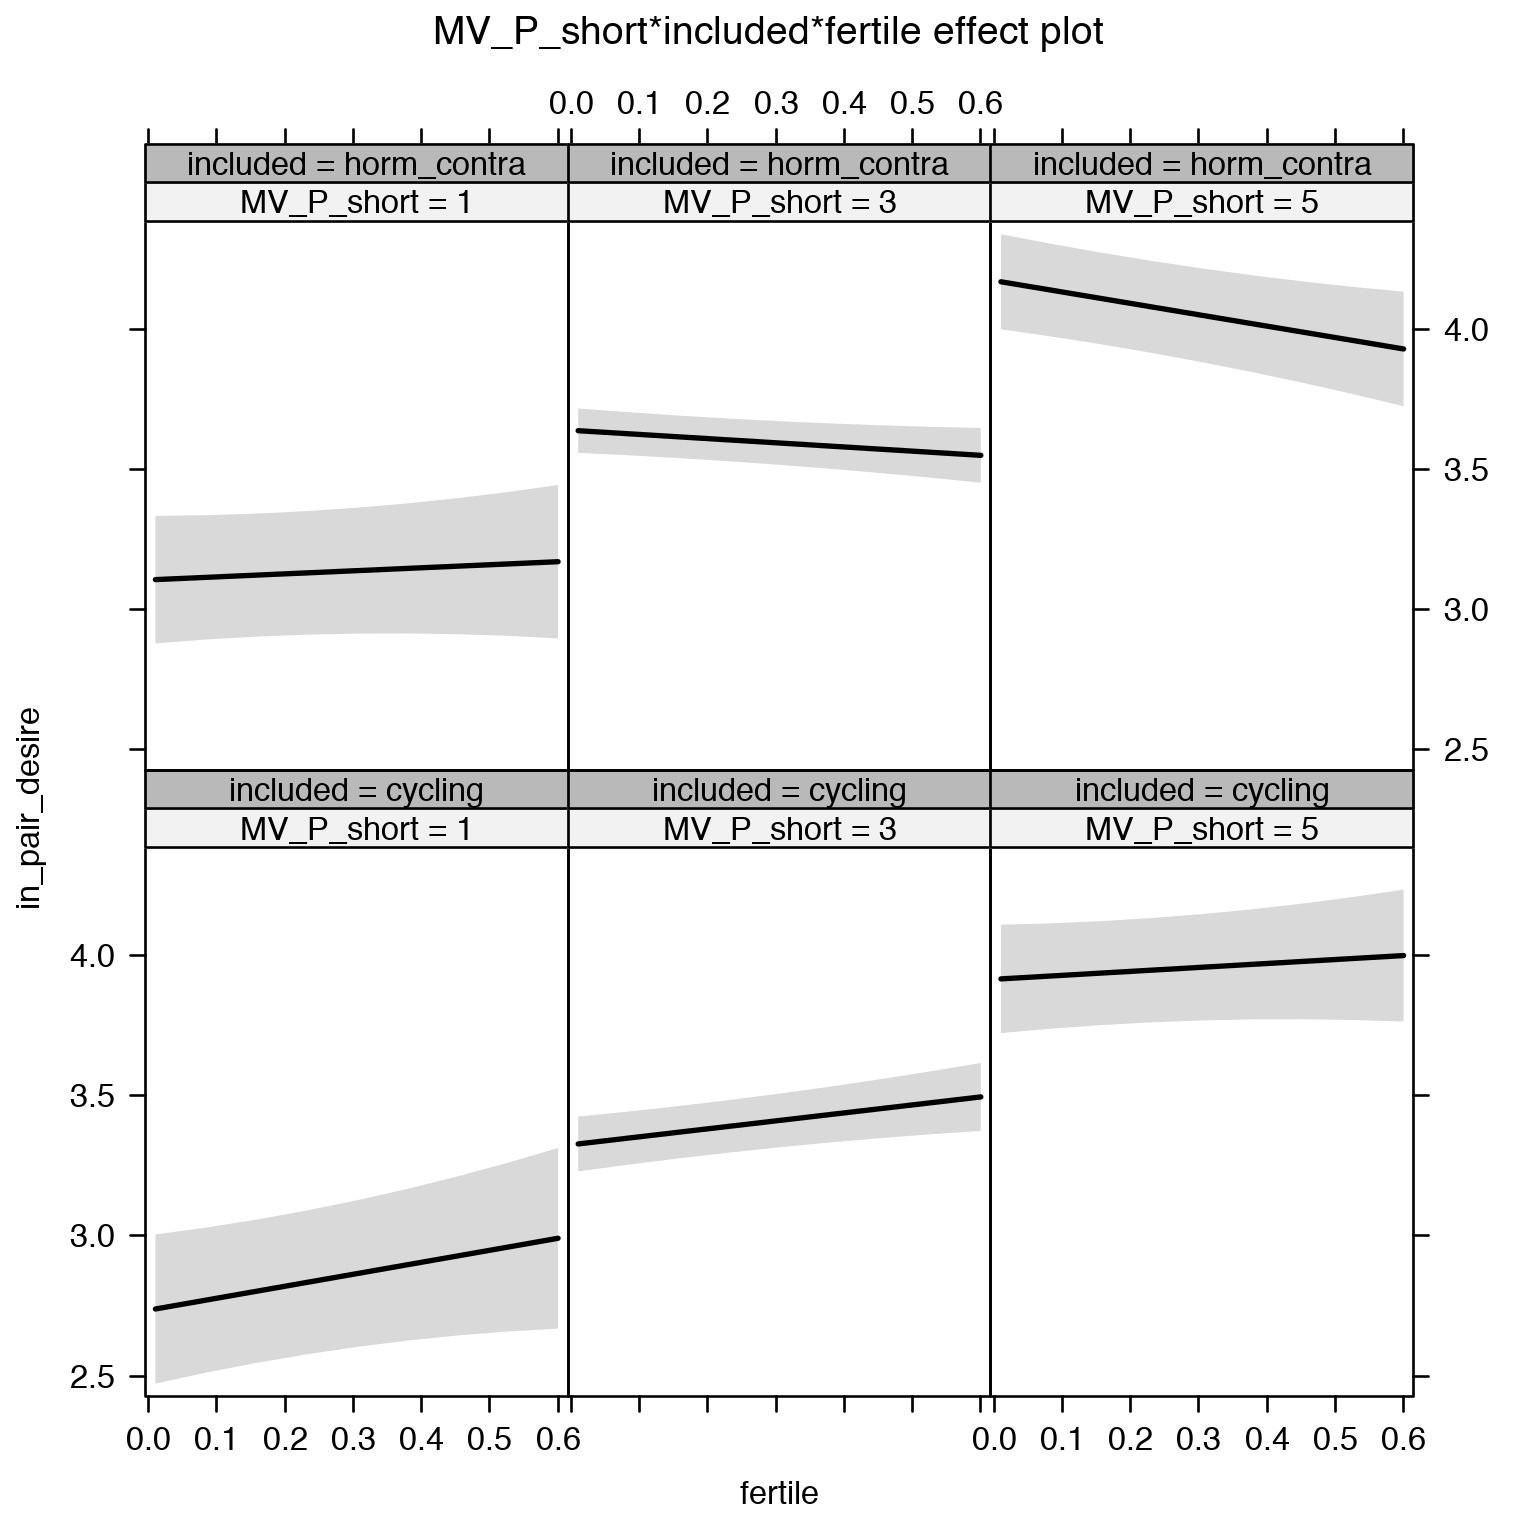 MV_P_short*included*fertile effect plot
0.0 0.1 0.2 0.3 0.4 0.5 0.6
included = horm_contra included = horm_contra included = horm_contra
MV_P_short = 1 MV_P_short = 3 MV_P_short = 5
4.0
3.5
3.0
2.5
in_pair_desire
included = cycling included = cycling included = cycling
MV_P_short = 1 MV_P_short = 3 MV_P_short = 5
4.0
3.5
3.0
2.5
0.0 0.1 0.2 0.3 0.4 0.5 0.6 0.0 0.1 0.2 0.3 0.4 0.5 0.6
fertile